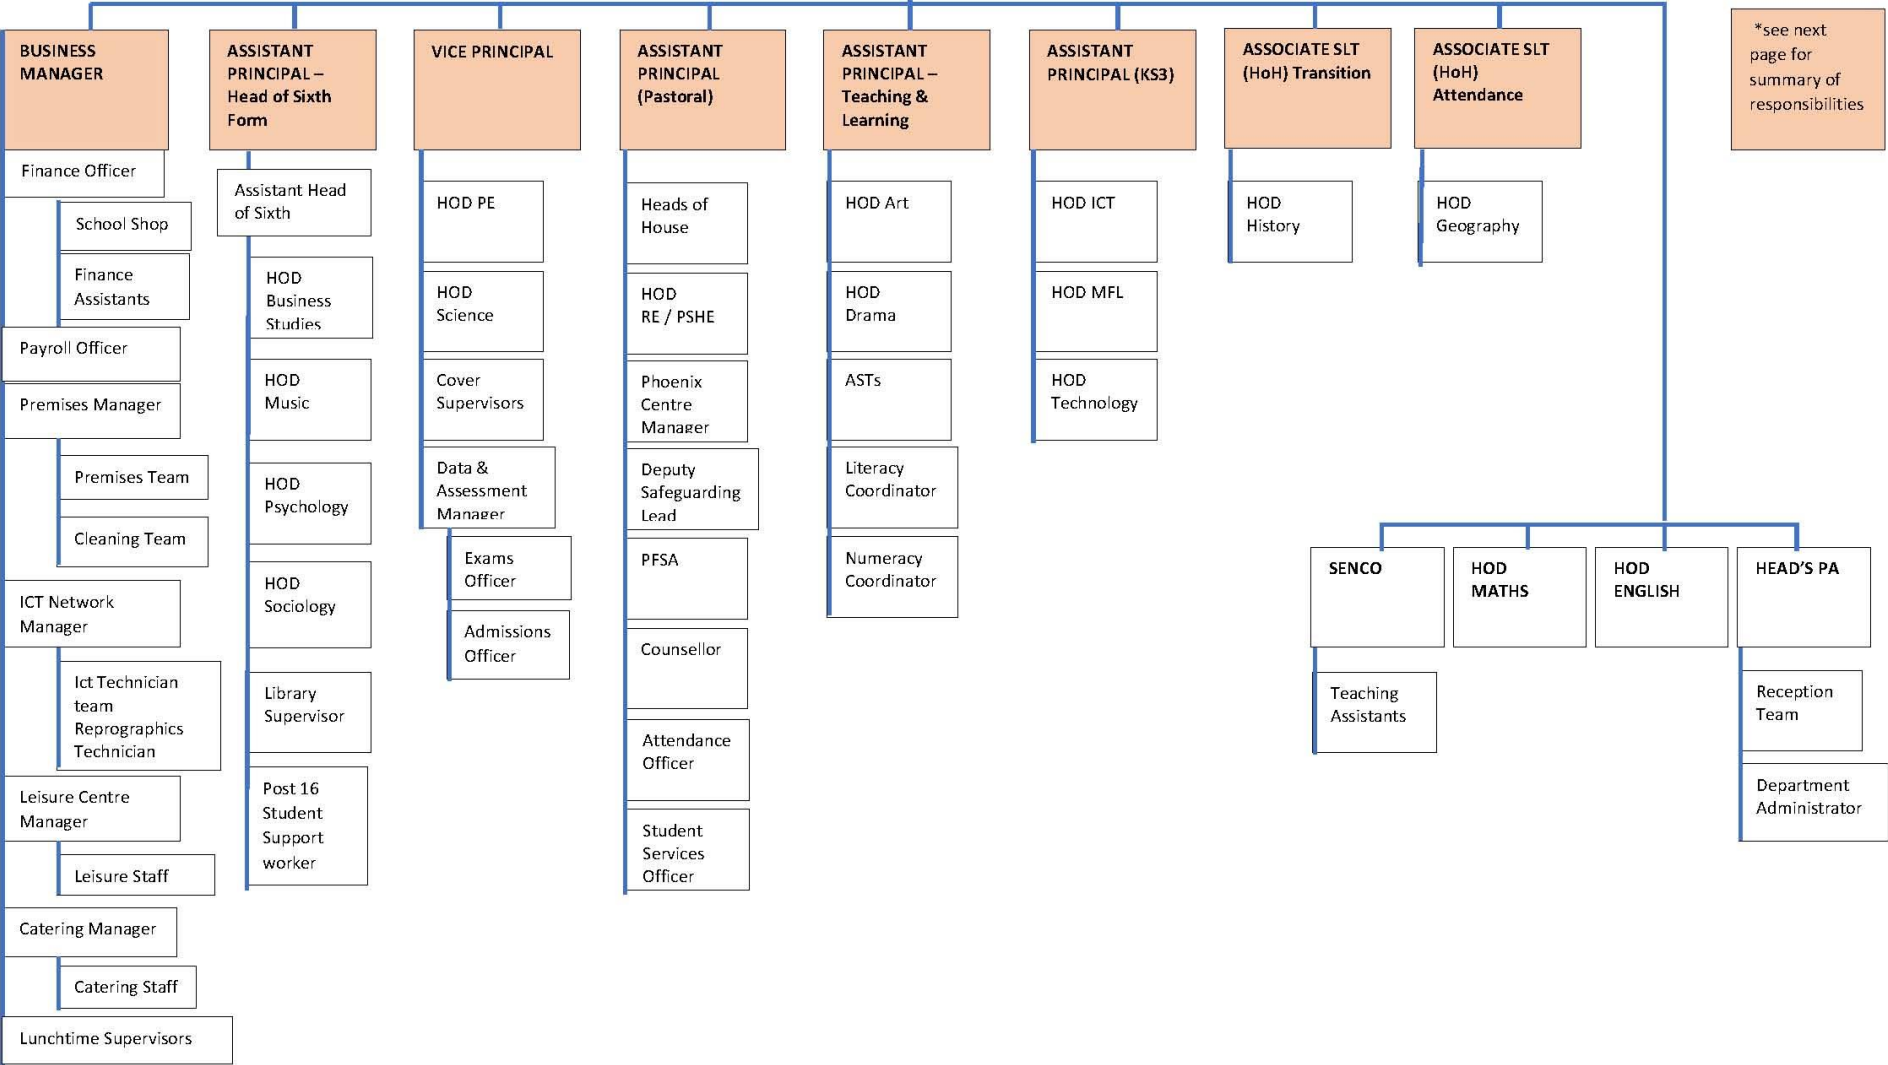 BUSINESS
MANAGER
Finance Officer
School Shop
Finance
Assistants
Payroll Officer
Premises Manager
Premises Team
Cleaning Team
ICT Network
Manager
Ict Technician
team
Reprographics
Technician
Leisure Centre
Manager
Leisure Staff
Catering Manager
Catering Staff
Lunchtime Supervisors
ASSISTANT
PRINCIPAL –
Head of Sixth
Form
Assistant Head
of Sixth
HOD
Business
Studies
HOD
Music
HOD
Psychology
HOD
Sociology
Library
Supervisor
Post 16
Student
Support
worker
VICE PRINCIPAL
HOD PE
HOD
Science
Cover
Supervisors
Data &
Assessment
Manager
Exams
Officer
Admissions
Officer
ASSISTANT
PRINCIPAL
(Pastoral)
Heads of
House
HOD
RE / PSHE
Phoenix
Centre
Manager
Deputy
Safeguarding
Lead
PFSA
Counsellor
Attendance
Officer
Student
Services
Officer
ASSISTANT
PRINCIPAL –
Teaching &
Learning
HOD Art
HOD
Drama
ASTs
Literacy
Coordinator
Numeracy
Coordinator
ASSISTANT
PRINCIPAL (KS3)
HOD ICT
HOD MFL
HOD
Technology
ASSOCIATE SLT
(HoH) Transition
HOD
History
ASSOCIATE SLT
(HoH)
Attendance
HOD
Geography
*see next
page for
summary of
responsibilities
SENCO
Teaching
Assistants
HOD
MATHS
HOD
ENGLISH
HEAD’S PA
Reception
Team
Department
Administrator